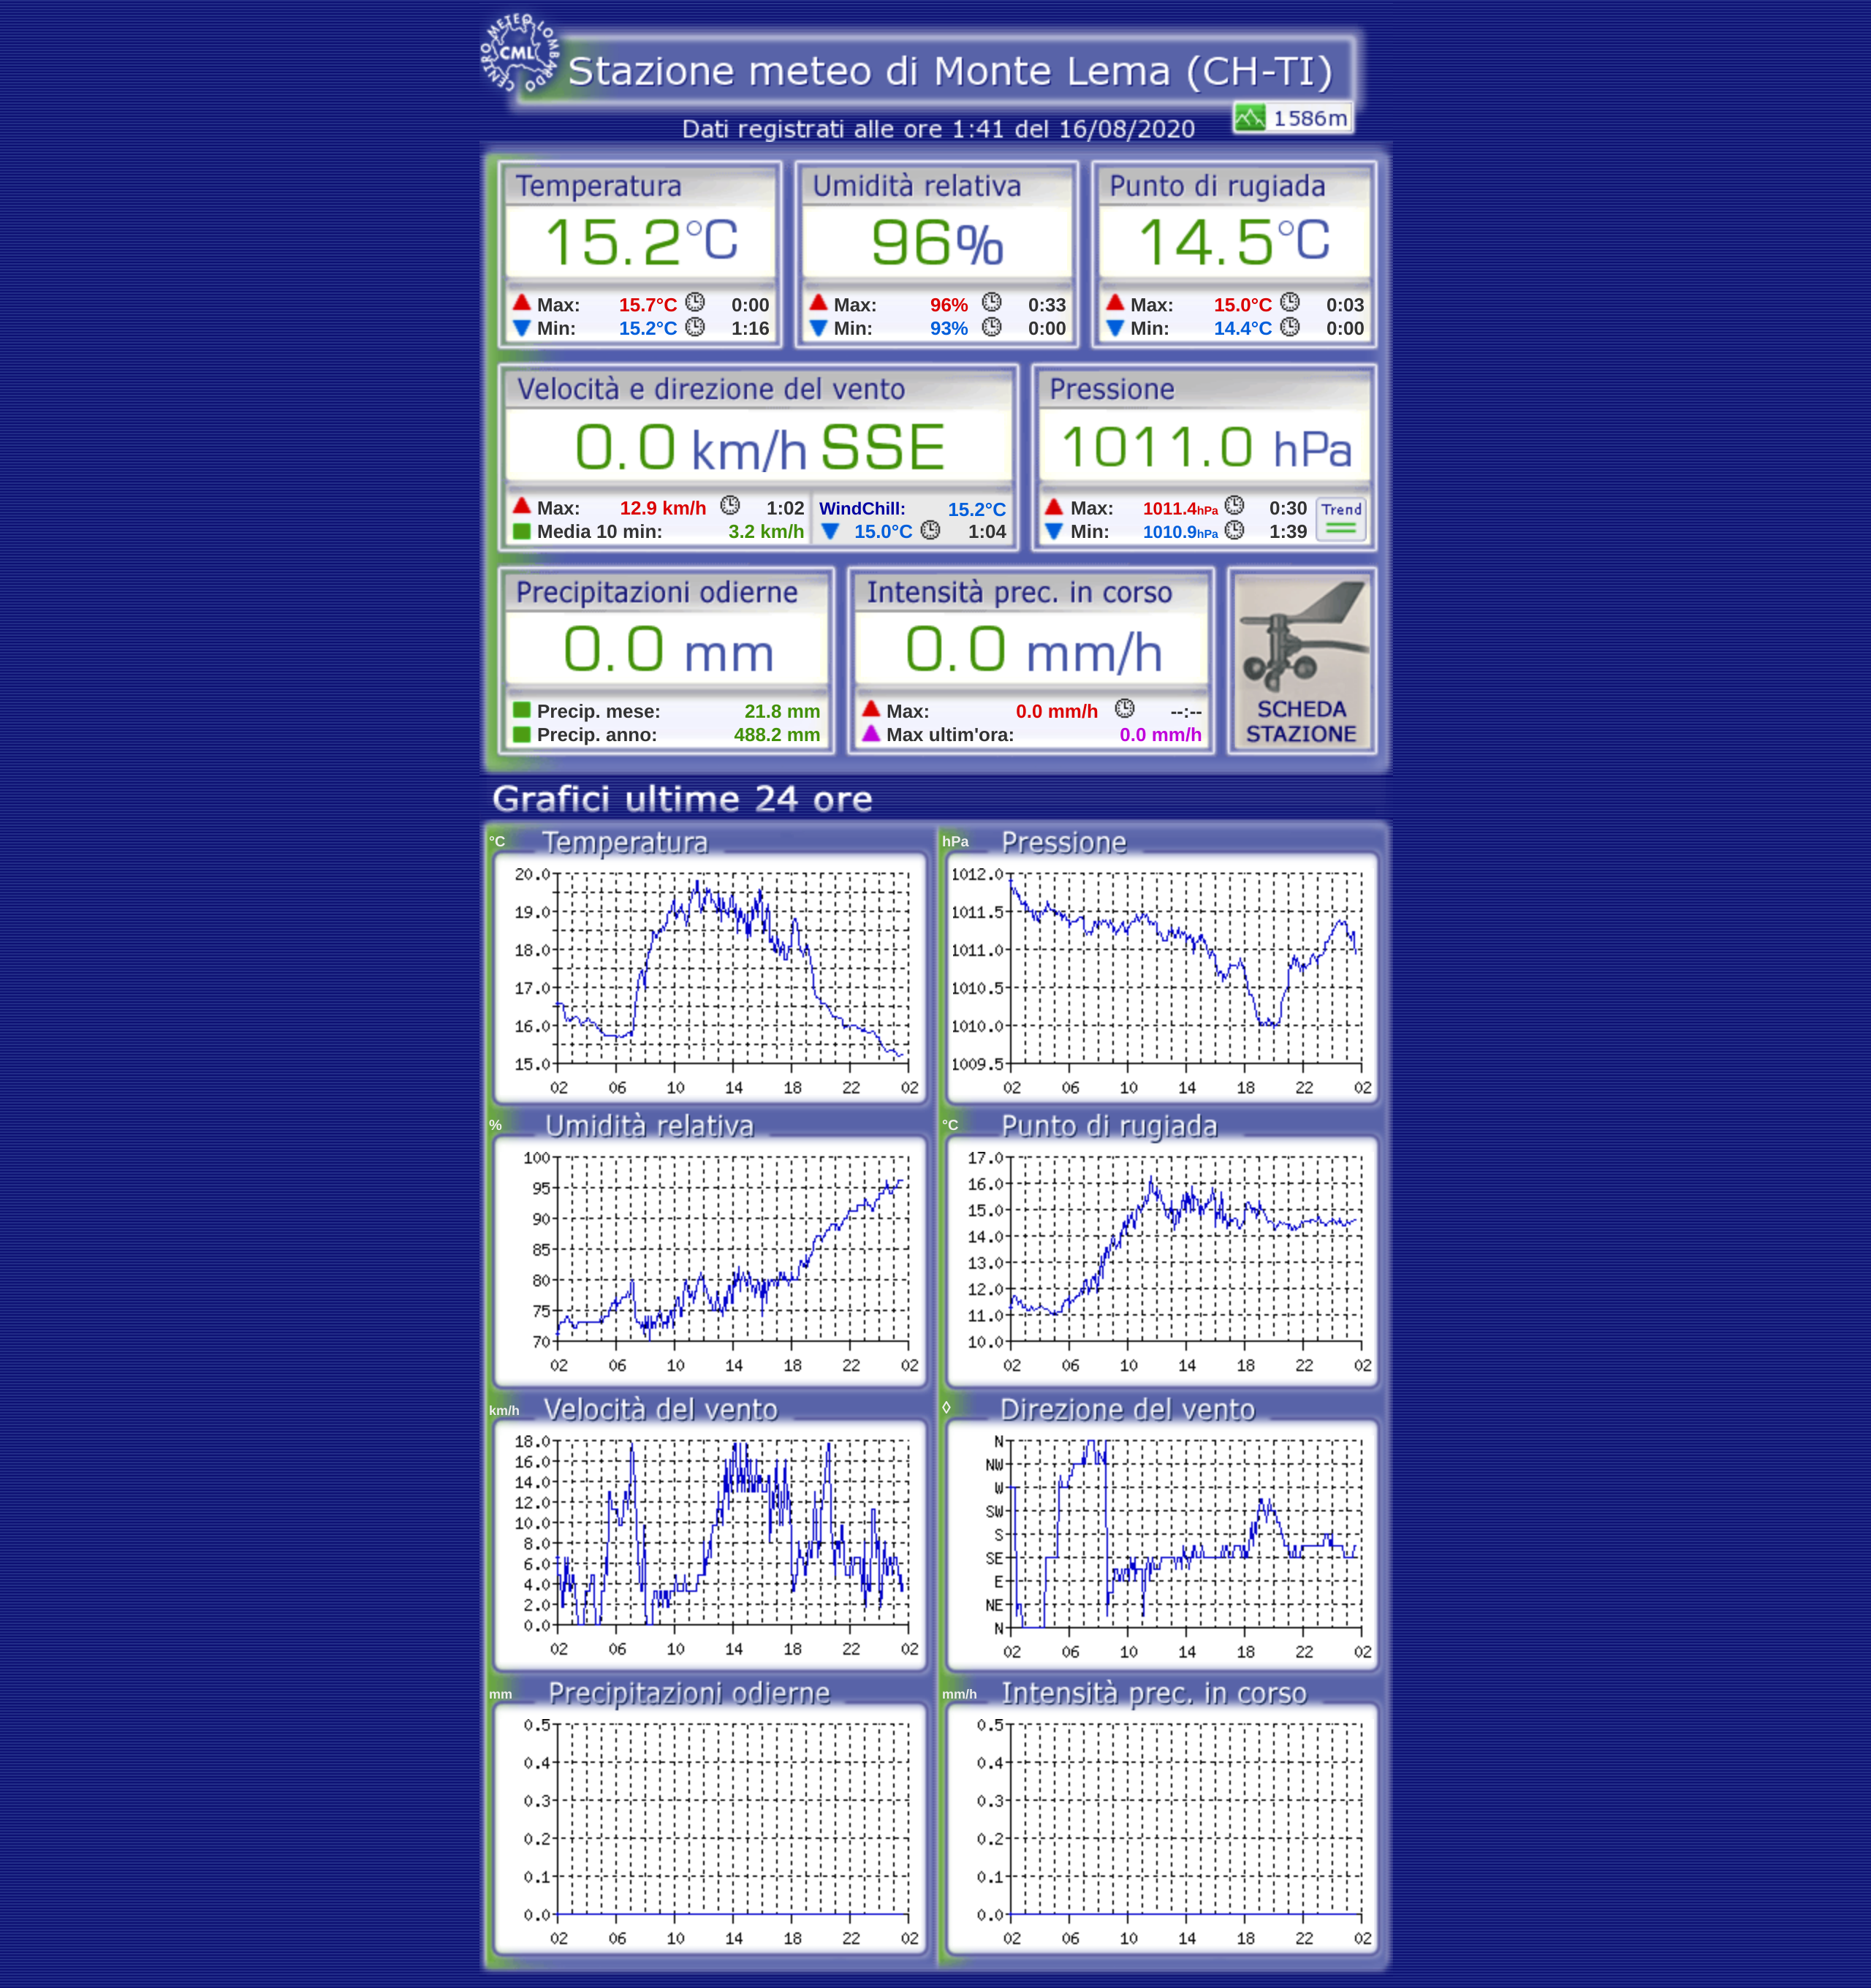 CENTRO METEO LOMBARDO
CML
Stazione meteo di Monte Lema (CH-TI)
1586m
Dati registrati alle ore 1:41 del 16/08/2020
Temperatura Umidità relativa Punto di rugiada
15.2°C 96% 14.5°C
Max: 15.7°C 0:00 Max: 96% 0:33 Max: 15.0°C 0:03
Min: 15.2°C 1:16 Min: 93% 0:00 Min: 14.4°C 0:00
Velocità e direzione del vento Pressione
0.0 km/h SSE 1011.0 hPa
Max: 12.9 km/h 1:02 WindChill: 15.2°C Max: 1011.4hPa 0:30 Trend
Media 10 min: 3.2 km/h 15.0°C 1:04 Min: 1010.9hPa 1:39
Precipitazioni odierne Intensità prec. in corso
0.0 mm 0.0 mm/h
Precip. mese: 21.8 mm Max: 0.0 mm/h --:-- SCHEDA
Precip. anno: 488.2 mm Max ultim'ora: 0.0 mm/h STAZIONE
Grafici ultime 24 ore
°C Temperatura
20.0
19.0
18.0
17.0
16.0
15.0
02 06 10 14 18 22 02
hPa Pressione
1012.0
1011.5
1011.0
1010.5
1010.0
1009.5
02 06 10 14 18 22 02
% Umidità relativa
100
95
90
85
80
75
70
02 06 10 14 18 22 02
°C Punto di rugiada
17.0
16.0
15.0
14.0
13.0
12.0
11.0
10.0
02 06 10 14 18 22 02
km/h Velocità del vento
18.0
16.0
14.0
12.0
10.0
8.0
6.0
4.0
2.0
0.0
02 06 10 14 18 22 02
◊ Direzione del vento
N
NW
W
SW
S
SE
E
NE
N
02 06 10 14 18 22 02
mm Precipitazioni odierne
0.5
0.4
0.3
0.2
0.1
0.0
02 06 10 14 18 22 02
mm/h Intensità prec. in corso
0.5
0.4
0.3
0.2
0.1
0.0
02 06 10 14 18 22 02